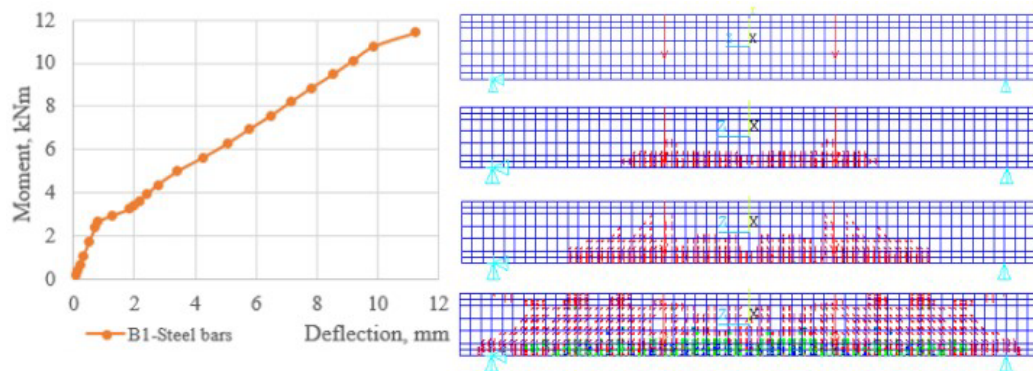 Moment, kNm
12
10
8
6
4
2
0
0 2 4 6 8 10 12
B1-Steel bars
Deflection, mm
X
Z X
Z X
Z X